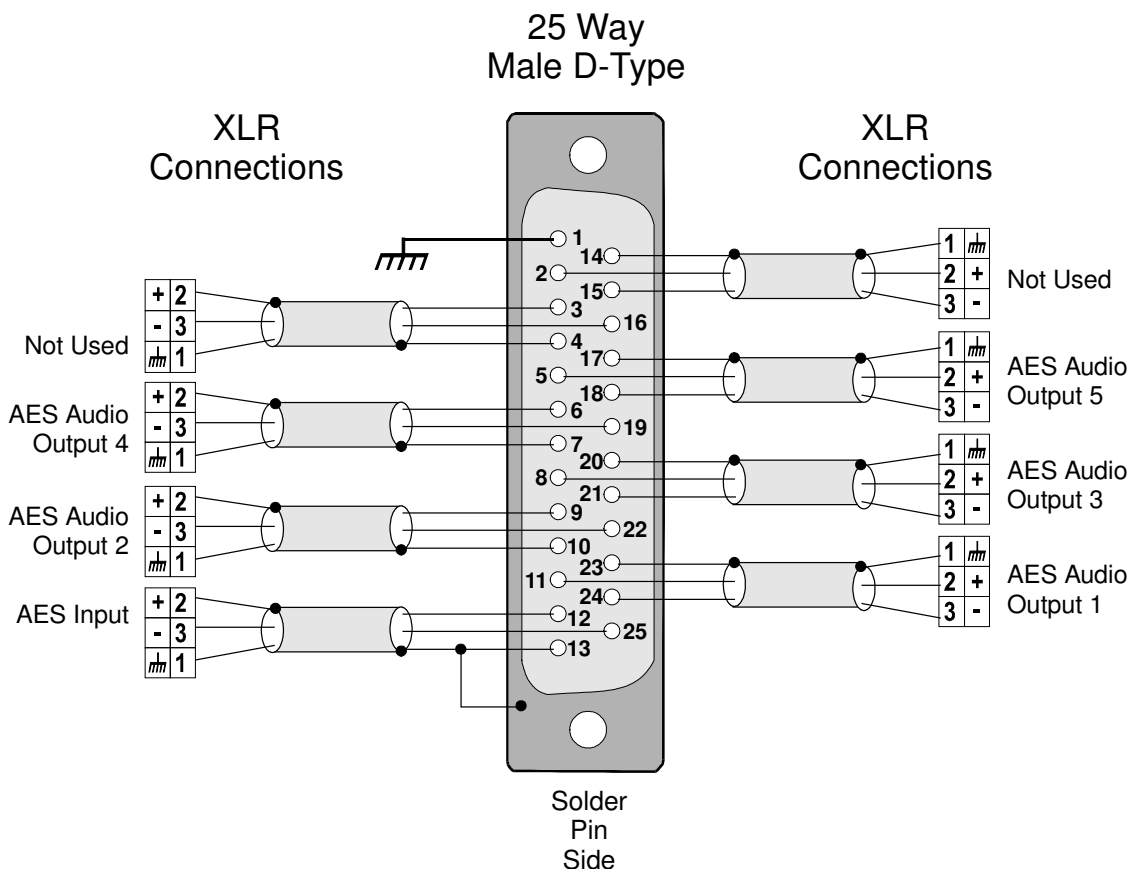 25 Way
Male D-Type
XLR
Connections
XLR
Connections
1
14
2
15
3
16
4
17
5
18
6
19
7
20
8
21
9
22
10
23
11
24
12
25
13
+ 2
- 3
1
Not Used
+ 2
- 3
1
AES Audio
Output 4
+ 2
- 3
1
AES Audio
Output 2
+ 2
- 3
1
AES Input
1
2 +
3 -
Not Used
1
2 +
3 -
AES Audio
Output 5
1
2 +
3 -
AES Audio
Output 3
1
2 +
3 -
AES Audio
Output 1
Solder
Pin
Side